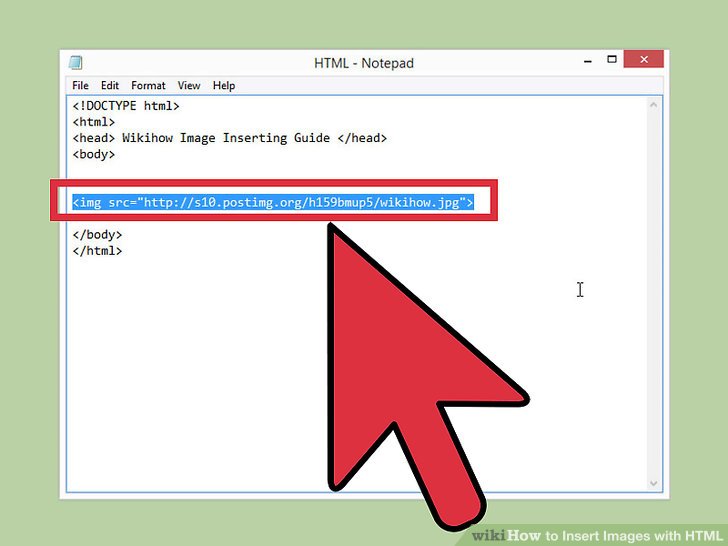 HTML - Notepad
File Edit Format View Help
<!DOCTYPE html>
<html>
<head> Wikihow Image Inserting Guide </head>
<body>
<img src="http://s10.postimg.org/h159bmup5/wikihow.jpg">
</body>
</html>
wikiHow to Insert Images with HTML